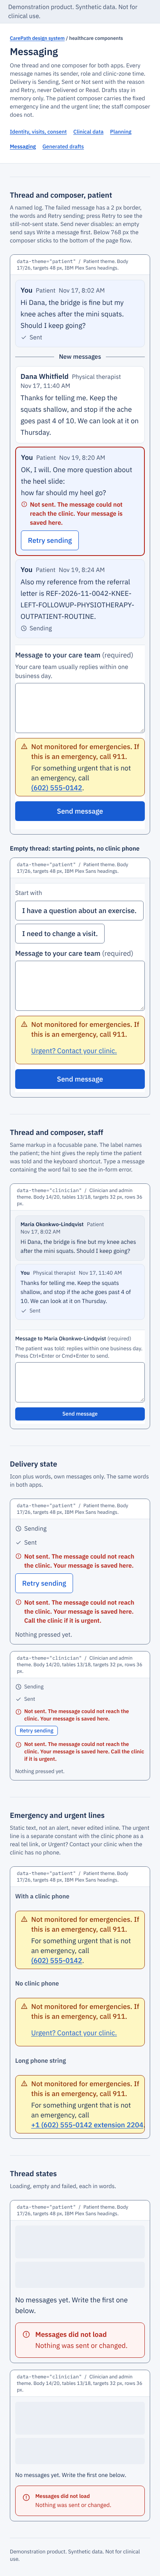 Demonstration product. Synthetic data. Not for
clinical use.
CarePath design system / healthcare components
Messaging
One thread and one composer for both apps. Every
message names its sender, role and clinic-zone time.
Delivery is Sending, Sent or Not sent with the reason
and Retry, never Delivered or Read. Drafts stay in
memory only. The patient composer carries the fixed
emergency line and the urgent line; the staff composer
does not.
Identity, visits, consent Clinical data Planning
Messaging Generated drafts
Thread and composer, patient
A named log. The failed message has a 2 px border,
the words and Retry sending; press Retry to see the
still-not-sent state. Send never disables: an empty
send moves focus to the field with the error. Type
anything and send to append a message. Below 768 px the
composer sticks to the bottom of the page flow.
data-theme="patient" / Patient theme. Body
17/26, targets 48 px, IBM Plex Sans headings.
You Patient Nov 17, 8:02 AM
Hi Dana, the bridge is fine but my
knee aches after the mini squats.
Should I keep going?
Sent
New messages
Dana Whitfield Physical therapist
Nov 17, 11:40 AM
Thanks for telling me. Keep the
squats shallow, and stop if the ache
goes past 4 of 10. We can look at it on
Thursday.
You Patient Nov 19, 8:20 AM
OK, I will. One more question about
the heel slide:
how far should my heel go?
Not sent. The message could not
reach the clinic. Your message is
saved here.
Retry sending
You Patient Nov 19, 8:24 AM
Also my reference from the referral
letter is REF-2026-11-0042-KNEE-
LEFT-FOLLOWUP-PHYSIOTHERAPY-
OUTPATIENT-ROUTINE.
Sending
Message to your care team (required)
Your care team usually replies within one
business day.
Not monitored for emergencies. If
this is an emergency, call 911.
For something urgent that is not
an emergency, call
(602) 555-0142.
Send message
Empty thread: starting points, no clinic phone
data-theme="patient" / Patient theme. Body
17/26, targets 48 px, IBM Plex Sans headings.
Start with
I have a question about an exercise.
I need to change a visit.
Message to your care team (required)
Not monitored for emergencies. If
this is an emergency, call 911.
Urgent? Contact your clinic.
Send message
Thread and composer, staff
Same markup in a focusable pane. The label names
the patient; the hint gives the reply time the patient
was told and the keyboard shortcut. Type a message
containing the word fail to see the in-form error.
data-theme="clinician" / Clinician and admin
theme. Body 14/20, tables 13/18, targets 32 px, rows 36
px.
Maria Okonkwo-Lindqvist Patient
Nov 17, 8:02 AM
Hi Dana, the bridge is fine but my knee aches
after the mini squats. Should I keep going?
You Physical therapist Nov 17, 11:40 AM
Thanks for telling me. Keep the squats
shallow, and stop if the ache goes past 4 of
10. We can look at it on Thursday.
Sent
Message to Maria Okonkwo-Lindqvist (required)
The patient was told: replies within one business day.
Press Ctrl+Enter or Cmd+Enter to send.
Send message
Delivery state
Icon plus words, own messages only. The same words
in both apps.
data-theme="patient" / Patient theme. Body
17/26, targets 48 px, IBM Plex Sans headings.
Sending
Sent
Not sent. The message could not reach
the clinic. Your message is saved here.
Retry sending
Not sent. The message could not reach
the clinic. Your message is saved here.
Call the clinic if it is urgent.
Nothing pressed yet.
data-theme="clinician" / Clinician and admin
theme. Body 14/20, tables 13/18, targets 32 px, rows 36
px.
Sending
Sent
Not sent. The message could not reach the
clinic. Your message is saved here.
Retry sending
Not sent. The message could not reach the
clinic. Your message is saved here. Call the clinic
if it is urgent.
Nothing pressed yet.
Emergency and urgent lines
Static text, not an alert, never edited inline. The urgent
line is a separate constant with the clinic phone as a
real tel link, or Urgent? Contact your clinic when the
clinic has no phone.
data-theme="patient" / Patient theme. Body
17/26, targets 48 px, IBM Plex Sans headings.
With a clinic phone
Not monitored for emergencies. If
this is an emergency, call 911.
For something urgent that is not
an emergency, call
(602) 555-0142.
No clinic phone
Not monitored for emergencies. If
this is an emergency, call 911.
Urgent? Contact your clinic.
Long phone string
Not monitored for emergencies. If
this is an emergency, call 911.
For something urgent that is not
an emergency, call
+1 (602) 555-0142 extension 2204.
Thread states
Loading, empty and failed, each in words.
data-theme="patient" / Patient theme. Body
17/26, targets 48 px, IBM Plex Sans headings.
No messages yet. Write the first one
below.
Messages did not load
Nothing was sent or changed.
data-theme="clinician" / Clinician and admin
theme. Body 14/20, tables 13/18, targets 32 px, rows 36
px.
No messages yet. Write the first one below.
Messages did not load
Nothing was sent or changed.
Demonstration product. Synthetic data. Not for clinical
use.